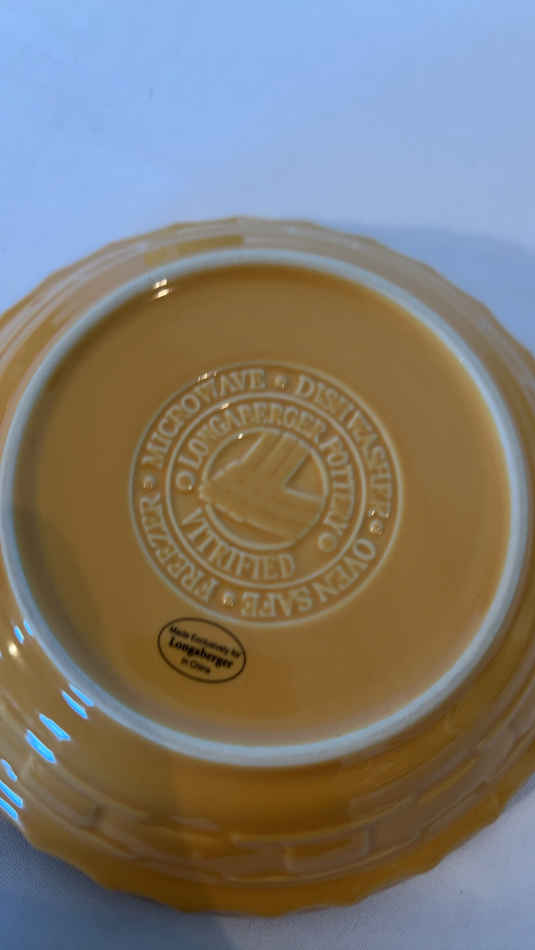 MICROWAVE • DISHWASHER • OVEN SAFE • FREEZER •
LONGABERGER POTTERY
VITRIFIED
Made Exclusively for
Longaberger
in China